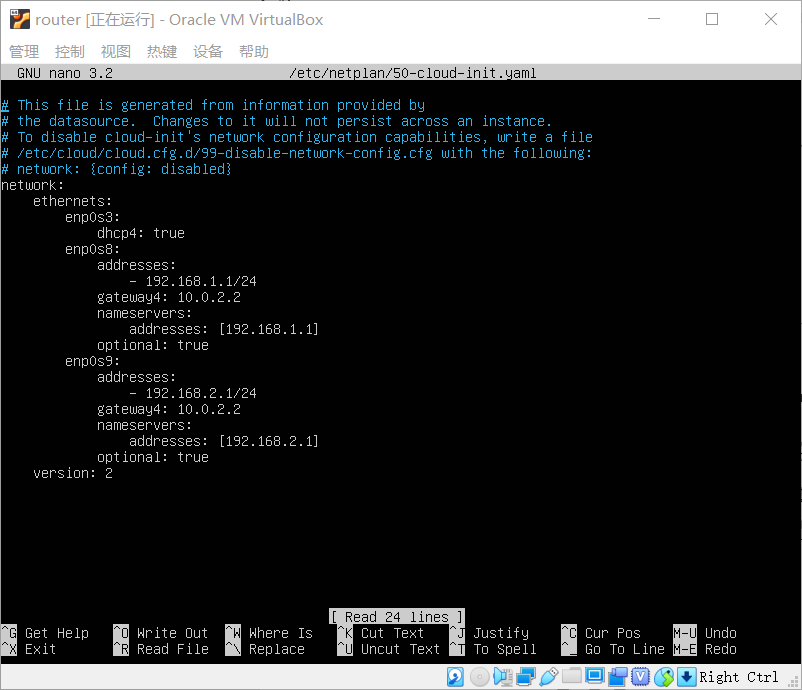 router [正在运行] - Oracle VM VirtualBox
管理 控制 视图 热键 设备 帮助
GNU nano 3.2 /etc/netplan/50-cloud-init.yaml
# This file is generated from information provided by
# the datasource.  Changes to it will not persist across an instance.
# To disable cloud-init's network configuration capabilities, write a file
# /etc/cloud/cloud.cfg.d/99-disable-network-config.cfg with the following:
# network: {config: disabled}
network:
    ethernets:
        enp0s3:
            dhcp4: true
        enp0s8:
            addresses:
                - 192.168.1.1/24
            gateway4: 10.0.2.2
            nameservers:
                addresses: [192.168.1.1]
            optional: true
        enp0s9:
            addresses:
                - 192.168.2.1/24
            gateway4: 10.0.2.2
            nameservers:
                addresses: [192.168.2.1]
            optional: true
    version: 2
[ Read 24 lines ]
^G Get Help ^O Write Out ^W Where Is ^K Cut Text ^J Justify ^C Cur Pos M-U Undo
^X Exit ^R Read File ^\ Replace ^U Uncut Text ^T To Spell ^_ Go To Line M-E Redo
Right Ctrl